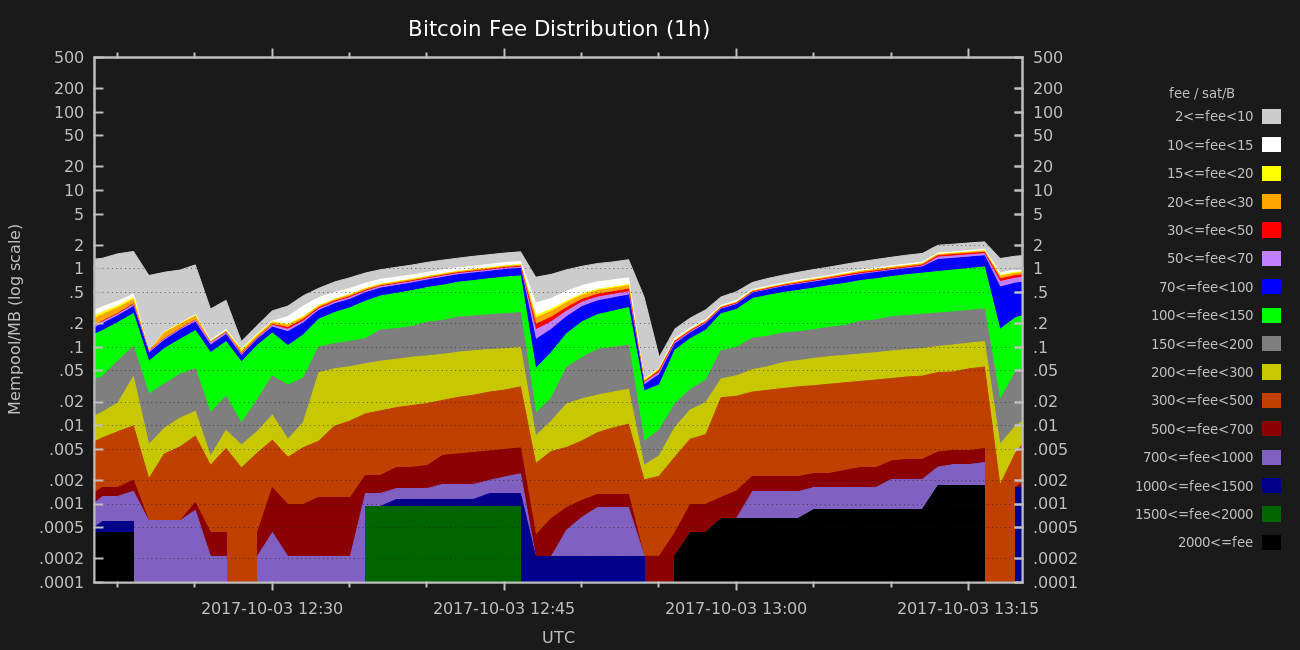 Bitcoin Fee Distribution (1h)
500 500
200 200
100 100
50 50
20 20
10 10
5 5
2 2
1 1
.5 .5
.2 .2
.1 .1
.05 .05
.02 .02
.01 .01
.005 .005
.002 .002
.001 .001
.0005 .0005
.0002 .0002
.0001 .0001
Mempool/MB (log scale)
2017-10-03 12:30 2017-10-03 12:45 2017-10-03 13:00 2017-10-03 13:15
UTC
fee / sat/B
2<=fee<10
10<=fee<15
15<=fee<20
20<=fee<30
30<=fee<50
50<=fee<70
70<=fee<100
100<=fee<150
150<=fee<200
200<=fee<300
300<=fee<500
500<=fee<700
700<=fee<1000
1000<=fee<1500
1500<=fee<2000
2000<=fee